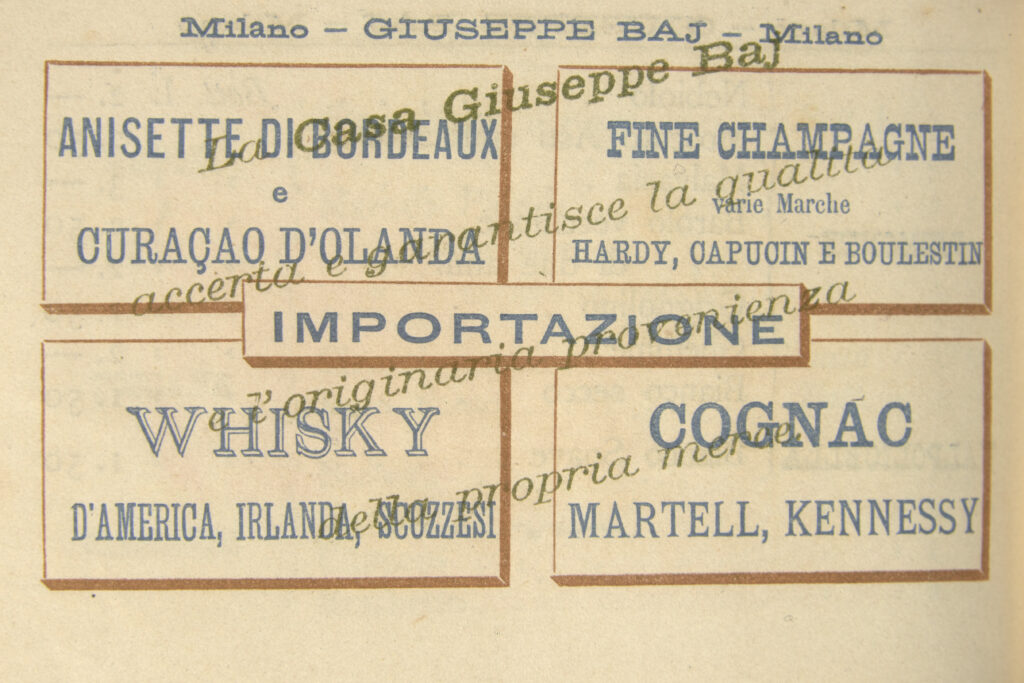 Milano – GIUSEPPE BAJ – Milano
ANISETTE DI BORDEAUX
e
CURAÇAO D'OLANDA
FINE CHAMPAGNE
varie Marche
HARDY, CAPUCIN E BOULESTIN
IMPORTAZIONE
WHISKY
D'AMERICA, IRLANDA, SCOZZESI
COGNAC
MARTELL, KENNESSY
La Casa Giuseppe Baj
accerta e garantisce la qualità
e l'originaria provenienza
della propria merce.